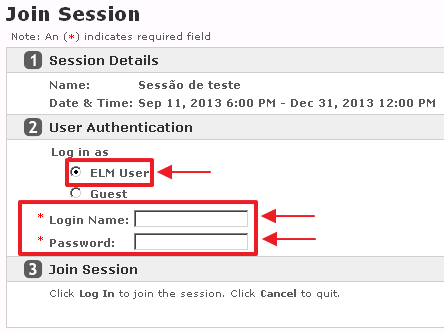 Join Session
Note: An (*) indicates required field
1 Session Details
Name: Sessão de teste
Date & Time: Sep 11, 2013 6:00 PM - Dec 31, 2013 12:00 PM
2 User Authentication
Log in as
ELM User
Guest
* Login Name:
* Password:
3 Join Session
Click Log In to join the session. Click Cancel to quit.